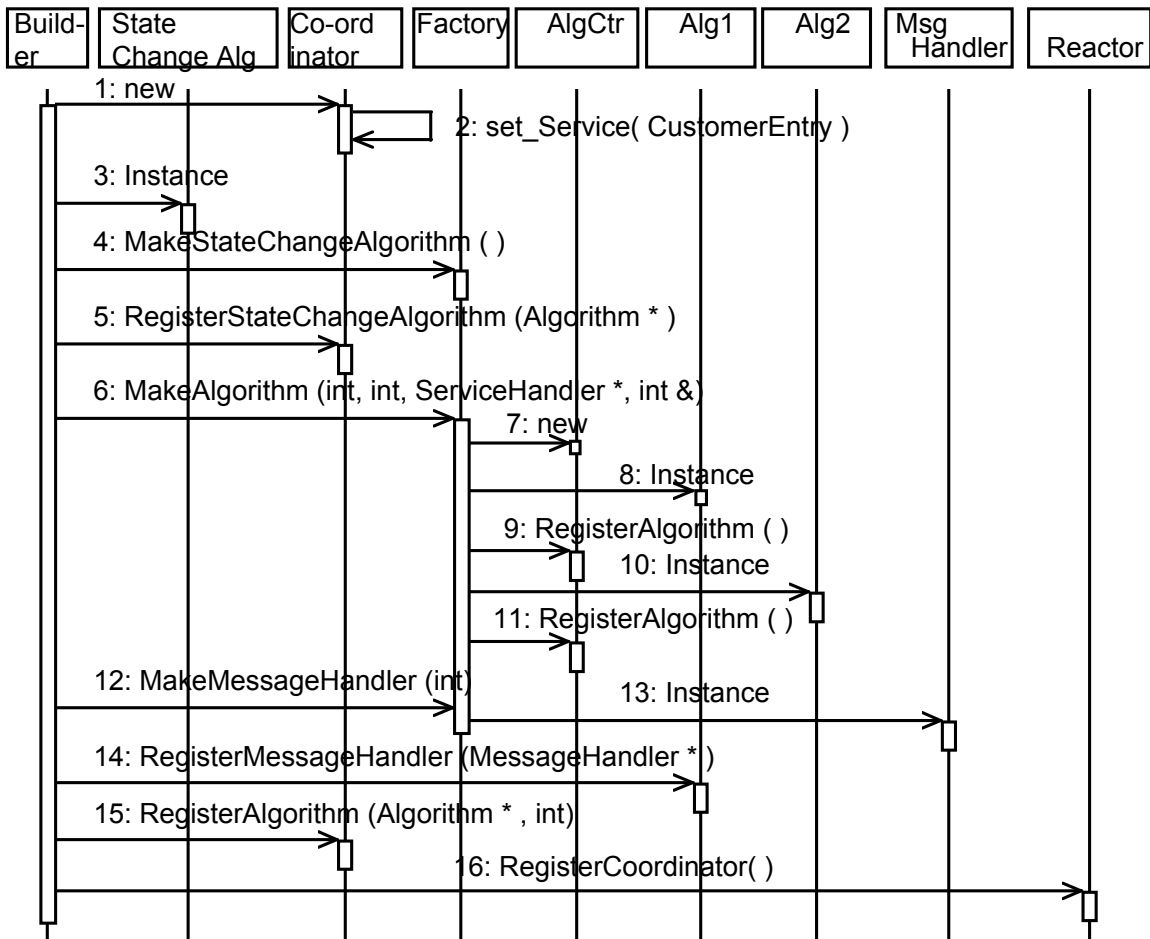 Build-
er
State
Change Alg
Co-ord
inator
Factory
AlgCtr
Alg1
Alg2
Msg
Handler
Reactor
1: new
2: set_Service( CustomerEntry )
3: Instance
4: MakeStateChangeAlgorithm ( )
5: RegisterStateChangeAlgorithm (Algorithm * )
6: MakeAlgorithm (int, int, ServiceHandler *, int &)
7: new
8: Instance
9: RegisterAlgorithm ( )
10: Instance
11: RegisterAlgorithm ( )
12: MakeMessageHandler (int)
13: Instance
14: RegisterMessageHandler (MessageHandler * )
15: RegisterAlgorithm (Algorithm * , int)
16: RegisterCoordinator( )